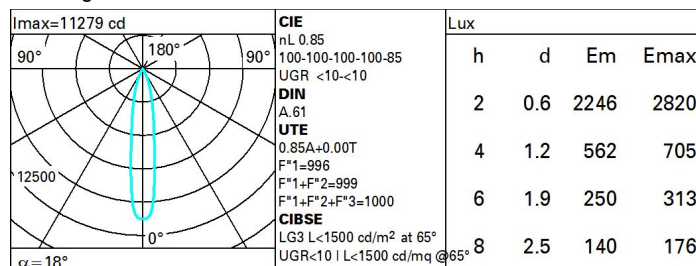 Imax=11279 cd
90°
180°
90°
12500
0°
α=18°
CIE
nL 0.85
100-100-100-100-85
UGR <10-<10
DIN
A.61
UTE
0.85A+0.00T
F"1=996
F"1+F"2=999
F"1+F"2+F"3=1000
CIBSE
LG3 L<1500 cd/m² at 65°
UGR<10 | L<1500 cd/mq @65°
Lux
h d Em Emax
2 0.6 2246 2820
4 1.2 562 705
6 1.9 250 313
8 2.5 140 176